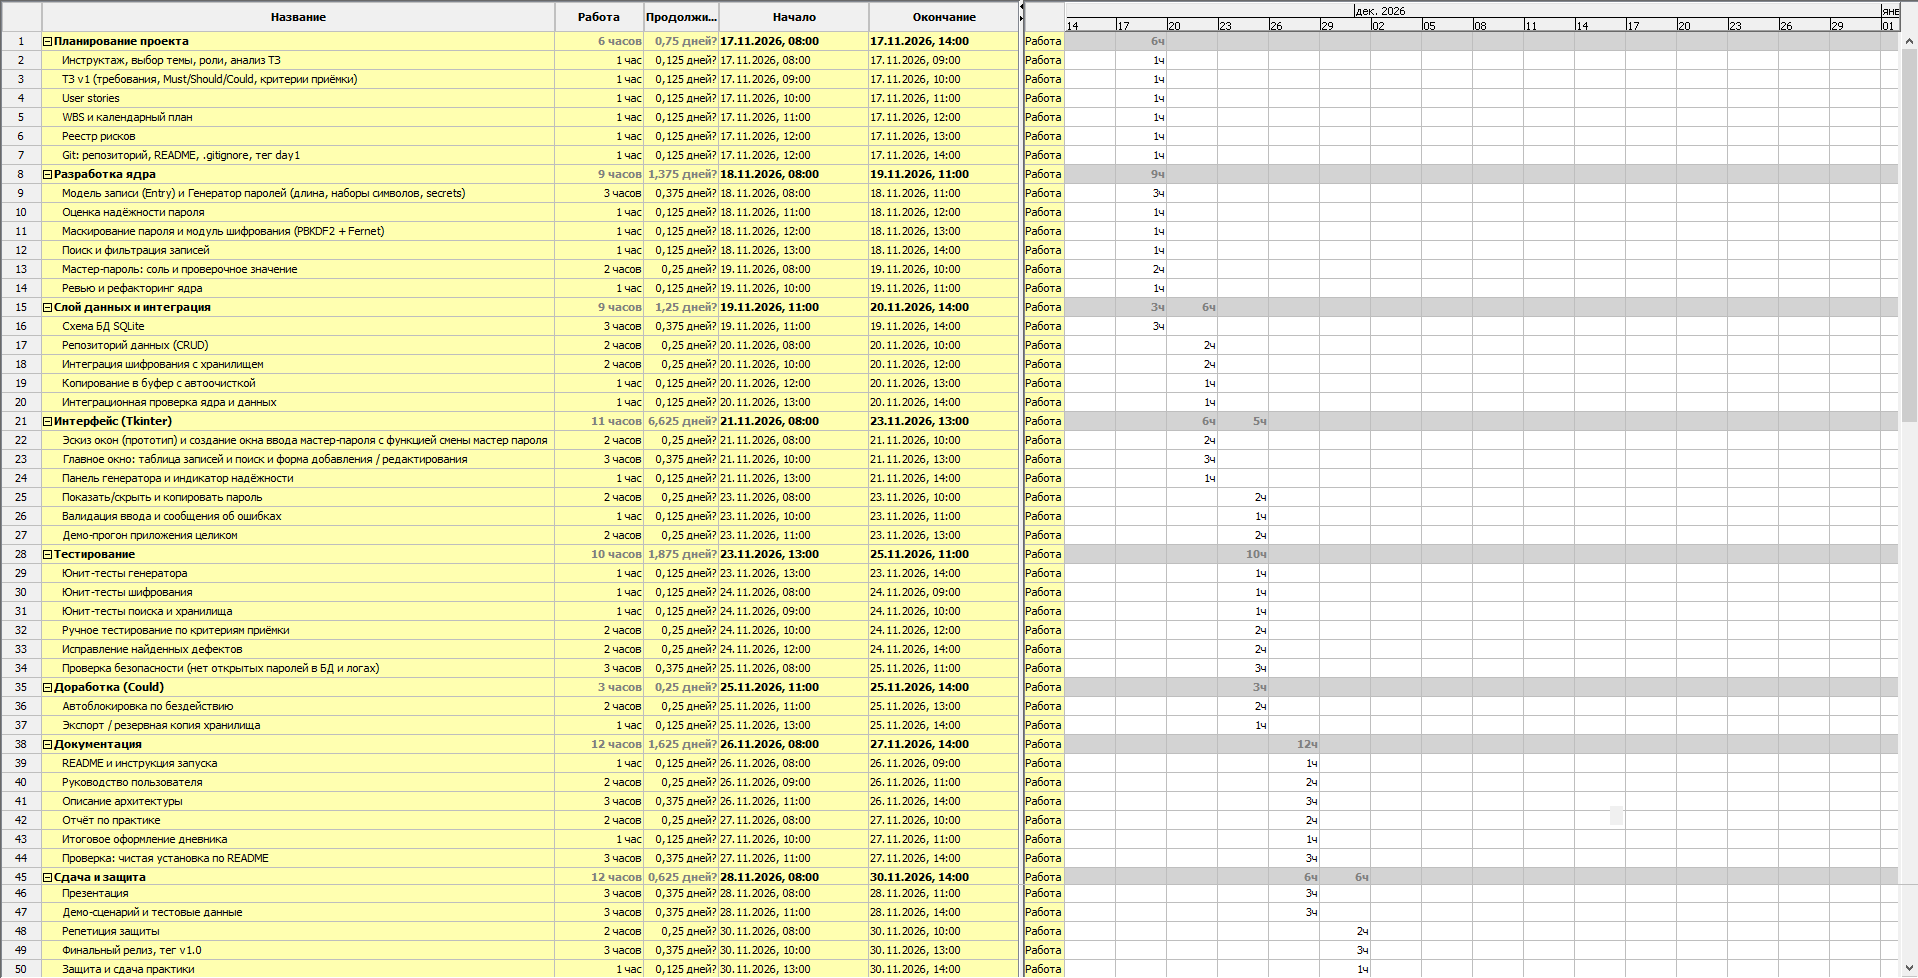 Название Работа Продолжи... Начало Окончание
дек. 2026 янв
14 17 20 23 26 29 02 05 08 11 14 17 20 23 26 29 01
1 Планирование проекта 6 часов 0,75 дней? 17.11.2026, 08:00 17.11.2026, 14:00 Работа 6ч
2 Инструктаж, выбор темы, роли, анализ ТЗ 1 час 0,125 дней? 17.11.2026, 08:00 17.11.2026, 09:00 Работа 1ч
3 ТЗ v1 (требования, Must/Should/Could, критерии приёмки) 1 час 0,125 дней? 17.11.2026, 09:00 17.11.2026, 10:00 Работа 1ч
4 User stories 1 час 0,125 дней? 17.11.2026, 10:00 17.11.2026, 11:00 Работа 1ч
5 WBS и календарный план 1 час 0,125 дней? 17.11.2026, 11:00 17.11.2026, 12:00 Работа 1ч
6 Реестр рисков 1 час 0,125 дней? 17.11.2026, 12:00 17.11.2026, 13:00 Работа 1ч
7 Git: репозиторий, README, .gitignore, тег day1 1 час 0,125 дней? 17.11.2026, 12:00 17.11.2026, 14:00 Работа 1ч
8 Разработка ядра 9 часов 1,375 дней? 18.11.2026, 08:00 19.11.2026, 11:00 Работа 9ч
9 Модель записи (Entry) и Генератор паролей (длина, наборы символов, secrets) 3 часов 0,375 дней? 18.11.2026, 08:00 18.11.2026, 11:00 Работа 3ч
10 Оценка надёжности пароля 1 час 0,125 дней? 18.11.2026, 11:00 18.11.2026, 12:00 Работа 1ч
11 Маскирование пароля и модуль шифрования (PBKDF2 + Fernet) 1 час 0,125 дней? 18.11.2026, 12:00 18.11.2026, 13:00 Работа 1ч
12 Поиск и фильтрация записей 1 час 0,125 дней? 18.11.2026, 13:00 18.11.2026, 14:00 Работа 1ч
13 Мастер-пароль: соль и проверочное значение 2 часов 0,25 дней? 19.11.2026, 08:00 19.11.2026, 10:00 Работа 2ч
14 Ревью и рефакторинг ядра 1 час 0,125 дней? 19.11.2026, 10:00 19.11.2026, 11:00 Работа 1ч
15 Слой данных и интеграция 9 часов 1,25 дней? 19.11.2026, 11:00 20.11.2026, 14:00 Работа 3ч 6ч
16 Схема БД SQLite 3 часов 0,375 дней? 19.11.2026, 11:00 19.11.2026, 14:00 Работа 3ч
17 Репозиторий данных (CRUD) 2 часов 0,25 дней? 20.11.2026, 08:00 20.11.2026, 10:00 Работа 2ч
18 Интеграция шифрования с хранилищем 2 часов 0,25 дней? 20.11.2026, 10:00 20.11.2026, 12:00 Работа 2ч
19 Копирование в буфер с автоочисткой 1 час 0,125 дней? 20.11.2026, 12:00 20.11.2026, 13:00 Работа 1ч
20 Интеграционная проверка ядра и данных 1 час 0,125 дней? 20.11.2026, 13:00 20.11.2026, 14:00 Работа 1ч
21 Интерфейс (Tkinter) 11 часов 6,625 дней? 21.11.2026, 08:00 23.11.2026, 13:00 Работа 6ч 5ч
22 Эскиз окон (прототип) и создание окна ввода мастер-пароля с функцией смены мастер пароля 2 часов 0,25 дней? 21.11.2026, 08:00 21.11.2026, 10:00 Работа 2ч
23 Главное окно: таблица записей и поиск и форма добавления / редактирования 3 часов 0,375 дней? 21.11.2026, 10:00 21.11.2026, 13:00 Работа 3ч
24 Панель генератора и индикатор надёжности 1 час 0,125 дней? 21.11.2026, 13:00 21.11.2026, 14:00 Работа 1ч
25 Показать/скрыть и копировать пароль 2 часов 0,25 дней? 23.11.2026, 08:00 23.11.2026, 10:00 Работа 2ч
26 Валидация ввода и сообщения об ошибках 1 час 0,125 дней? 23.11.2026, 10:00 23.11.2026, 11:00 Работа 1ч
27 Демо-прогон приложения целиком 2 часов 0,25 дней? 23.11.2026, 11:00 23.11.2026, 13:00 Работа 2ч
28 Тестирование 10 часов 1,875 дней? 23.11.2026, 13:00 25.11.2026, 11:00 Работа 10ч
29 Юнит-тесты генератора 1 час 0,125 дней? 23.11.2026, 13:00 23.11.2026, 14:00 Работа 1ч
30 Юнит-тесты шифрования 1 час 0,125 дней? 24.11.2026, 08:00 24.11.2026, 09:00 Работа 1ч
31 Юнит-тесты поиска и хранилища 1 час 0,125 дней? 24.11.2026, 09:00 24.11.2026, 10:00 Работа 1ч
32 Ручное тестирование по критериям приёмки 2 часов 0,25 дней? 24.11.2026, 10:00 24.11.2026, 12:00 Работа 2ч
33 Исправление найденных дефектов 2 часов 0,25 дней? 24.11.2026, 12:00 24.11.2026, 14:00 Работа 2ч
34 Проверка безопасности (нет открытых паролей в БД и логах) 3 часов 0,375 дней? 25.11.2026, 08:00 25.11.2026, 11:00 Работа 3ч
35 Доработка (Could) 3 часов 0,25 дней? 25.11.2026, 11:00 25.11.2026, 14:00 Работа 3ч
36 Автоблокировка по бездействию 2 часов 0,25 дней? 25.11.2026, 11:00 25.11.2026, 13:00 Работа 2ч
37 Экспорт / резервная копия хранилища 1 час 0,125 дней? 25.11.2026, 13:00 25.11.2026, 14:00 Работа 1ч
38 Документация 12 часов 1,625 дней? 26.11.2026, 08:00 27.11.2026, 14:00 Работа 12ч
39 README и инструкция запуска 1 час 0,125 дней? 26.11.2026, 08:00 26.11.2026, 09:00 Работа 1ч
40 Руководство пользователя 2 часов 0,25 дней? 26.11.2026, 09:00 26.11.2026, 11:00 Работа 2ч
41 Описание архитектуры 3 часов 0,375 дней? 26.11.2026, 11:00 26.11.2026, 14:00 Работа 3ч
42 Отчёт по практике 2 часов 0,25 дней? 27.11.2026, 08:00 27.11.2026, 10:00 Работа 2ч
43 Итоговое оформление дневника 1 час 0,125 дней? 27.11.2026, 10:00 27.11.2026, 11:00 Работа 1ч
44 Проверка: чистая установка по README 3 часов 0,375 дней? 27.11.2026, 11:00 27.11.2026, 14:00 Работа 3ч
45 Сдача и защита 12 часов 0,625 дней? 28.11.2026, 08:00 30.11.2026, 14:00 Работа 6ч 6ч
46 Презентация 3 часов 0,375 дней? 28.11.2026, 08:00 28.11.2026, 11:00 Работа 3ч
47 Демо-сценарий и тестовые данные 3 часов 0,375 дней? 28.11.2026, 11:00 28.11.2026, 14:00 Работа 3ч
48 Репетиция защиты 2 часов 0,25 дней? 30.11.2026, 08:00 30.11.2026, 10:00 Работа 2ч
49 Финальный релиз, тег v1.0 3 часов 0,375 дней? 30.11.2026, 10:00 30.11.2026, 13:00 Работа 3ч
50 Защита и сдача практики 1 час 0,125 дней? 30.11.2026, 13:00 30.11.2026, 14:00 Работа 1ч